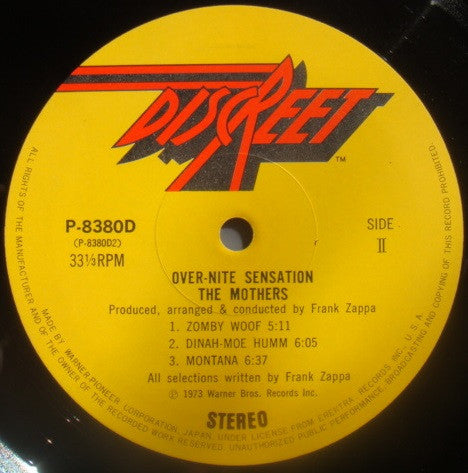 DISCREET
TM
P-8380D
(P-8380D2)
33⅓RPM
SIDE
II
OVER-NITE SENSATION
THE MOTHERS
Produced, arranged & conducted by Frank Zappa
1. ZOMBY WOOF 5:11
2. DINAH-MOE HUMM 6:05
3. MONTANA 6:37
All selections written by Frank Zappa
Ⓟ 1973 Warner Bros. Records Inc.
STEREO
MADE BY WARNER-PIONEER CORPORATION, JAPAN, UNDER LICENSE FROM EREKTRA RECORDS INC. U.S.A.
ALL RIGHTS OF THE MANUFACTURER AND OF THE OWNER OF THE RECORDED WORK RESERVED. UNAUTHORIZED PUBLIC PERFORMANCE, BROADCASTING AND COPYING OF THIS RECORD PROHIBITED.